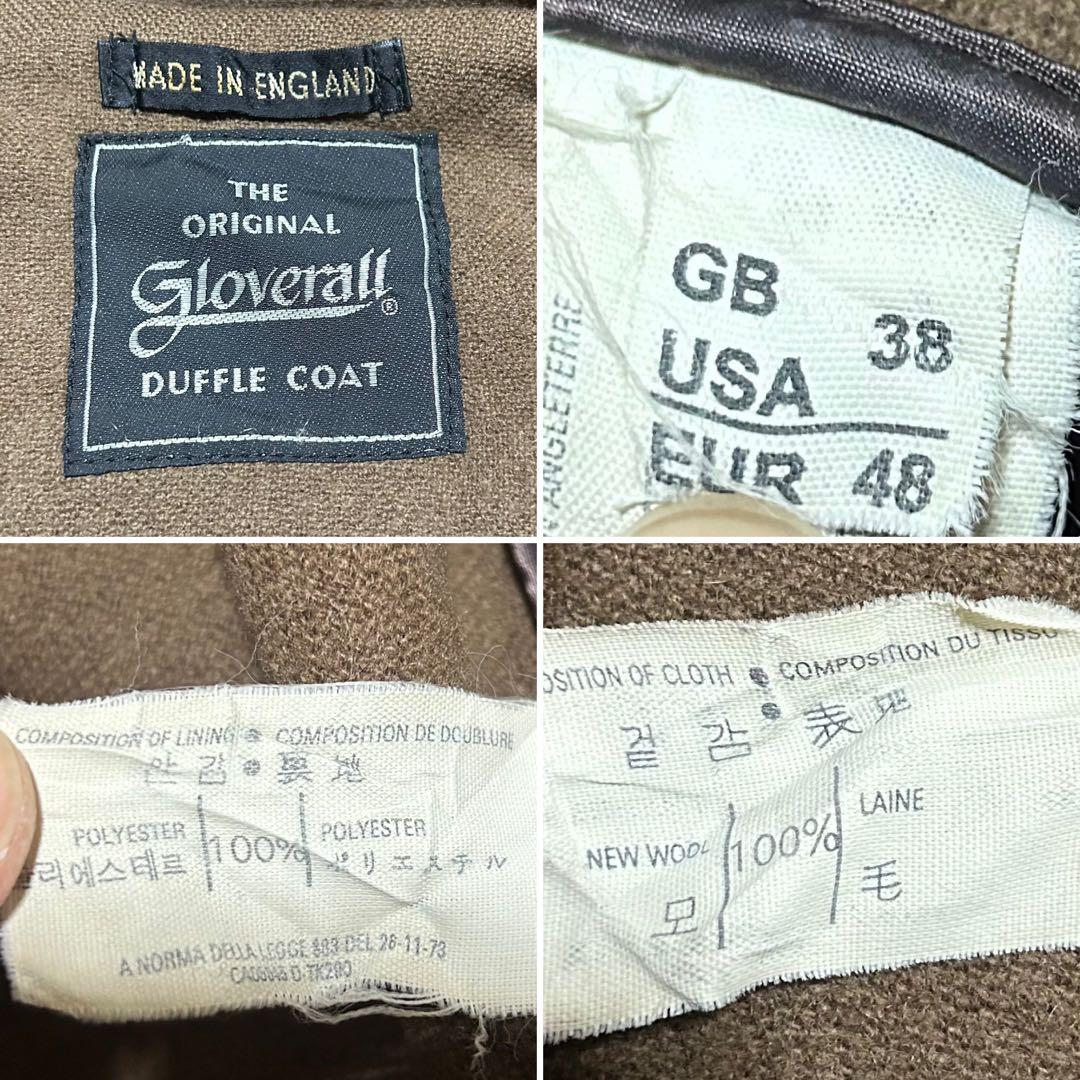 MADE IN ENGLAND
THE
ORIGINAL
Gloverall®
DUFFLE COAT
GB
USA 38
EUR 48
ANGLETERRE
COMPOSITION OF LINING • COMPOSITION DE DOUBLURE
안감 • 裏地
POLYESTER 100% POLYESTER
리에스테르 ポリエステル
A NORMA DELLA LEGGE 883 DEL 26-11-73
OSITION OF CLOTH • COMPOSITION DU TISSU
겉감 • 表地
NEW WOOL 100% LAINE
모 毛